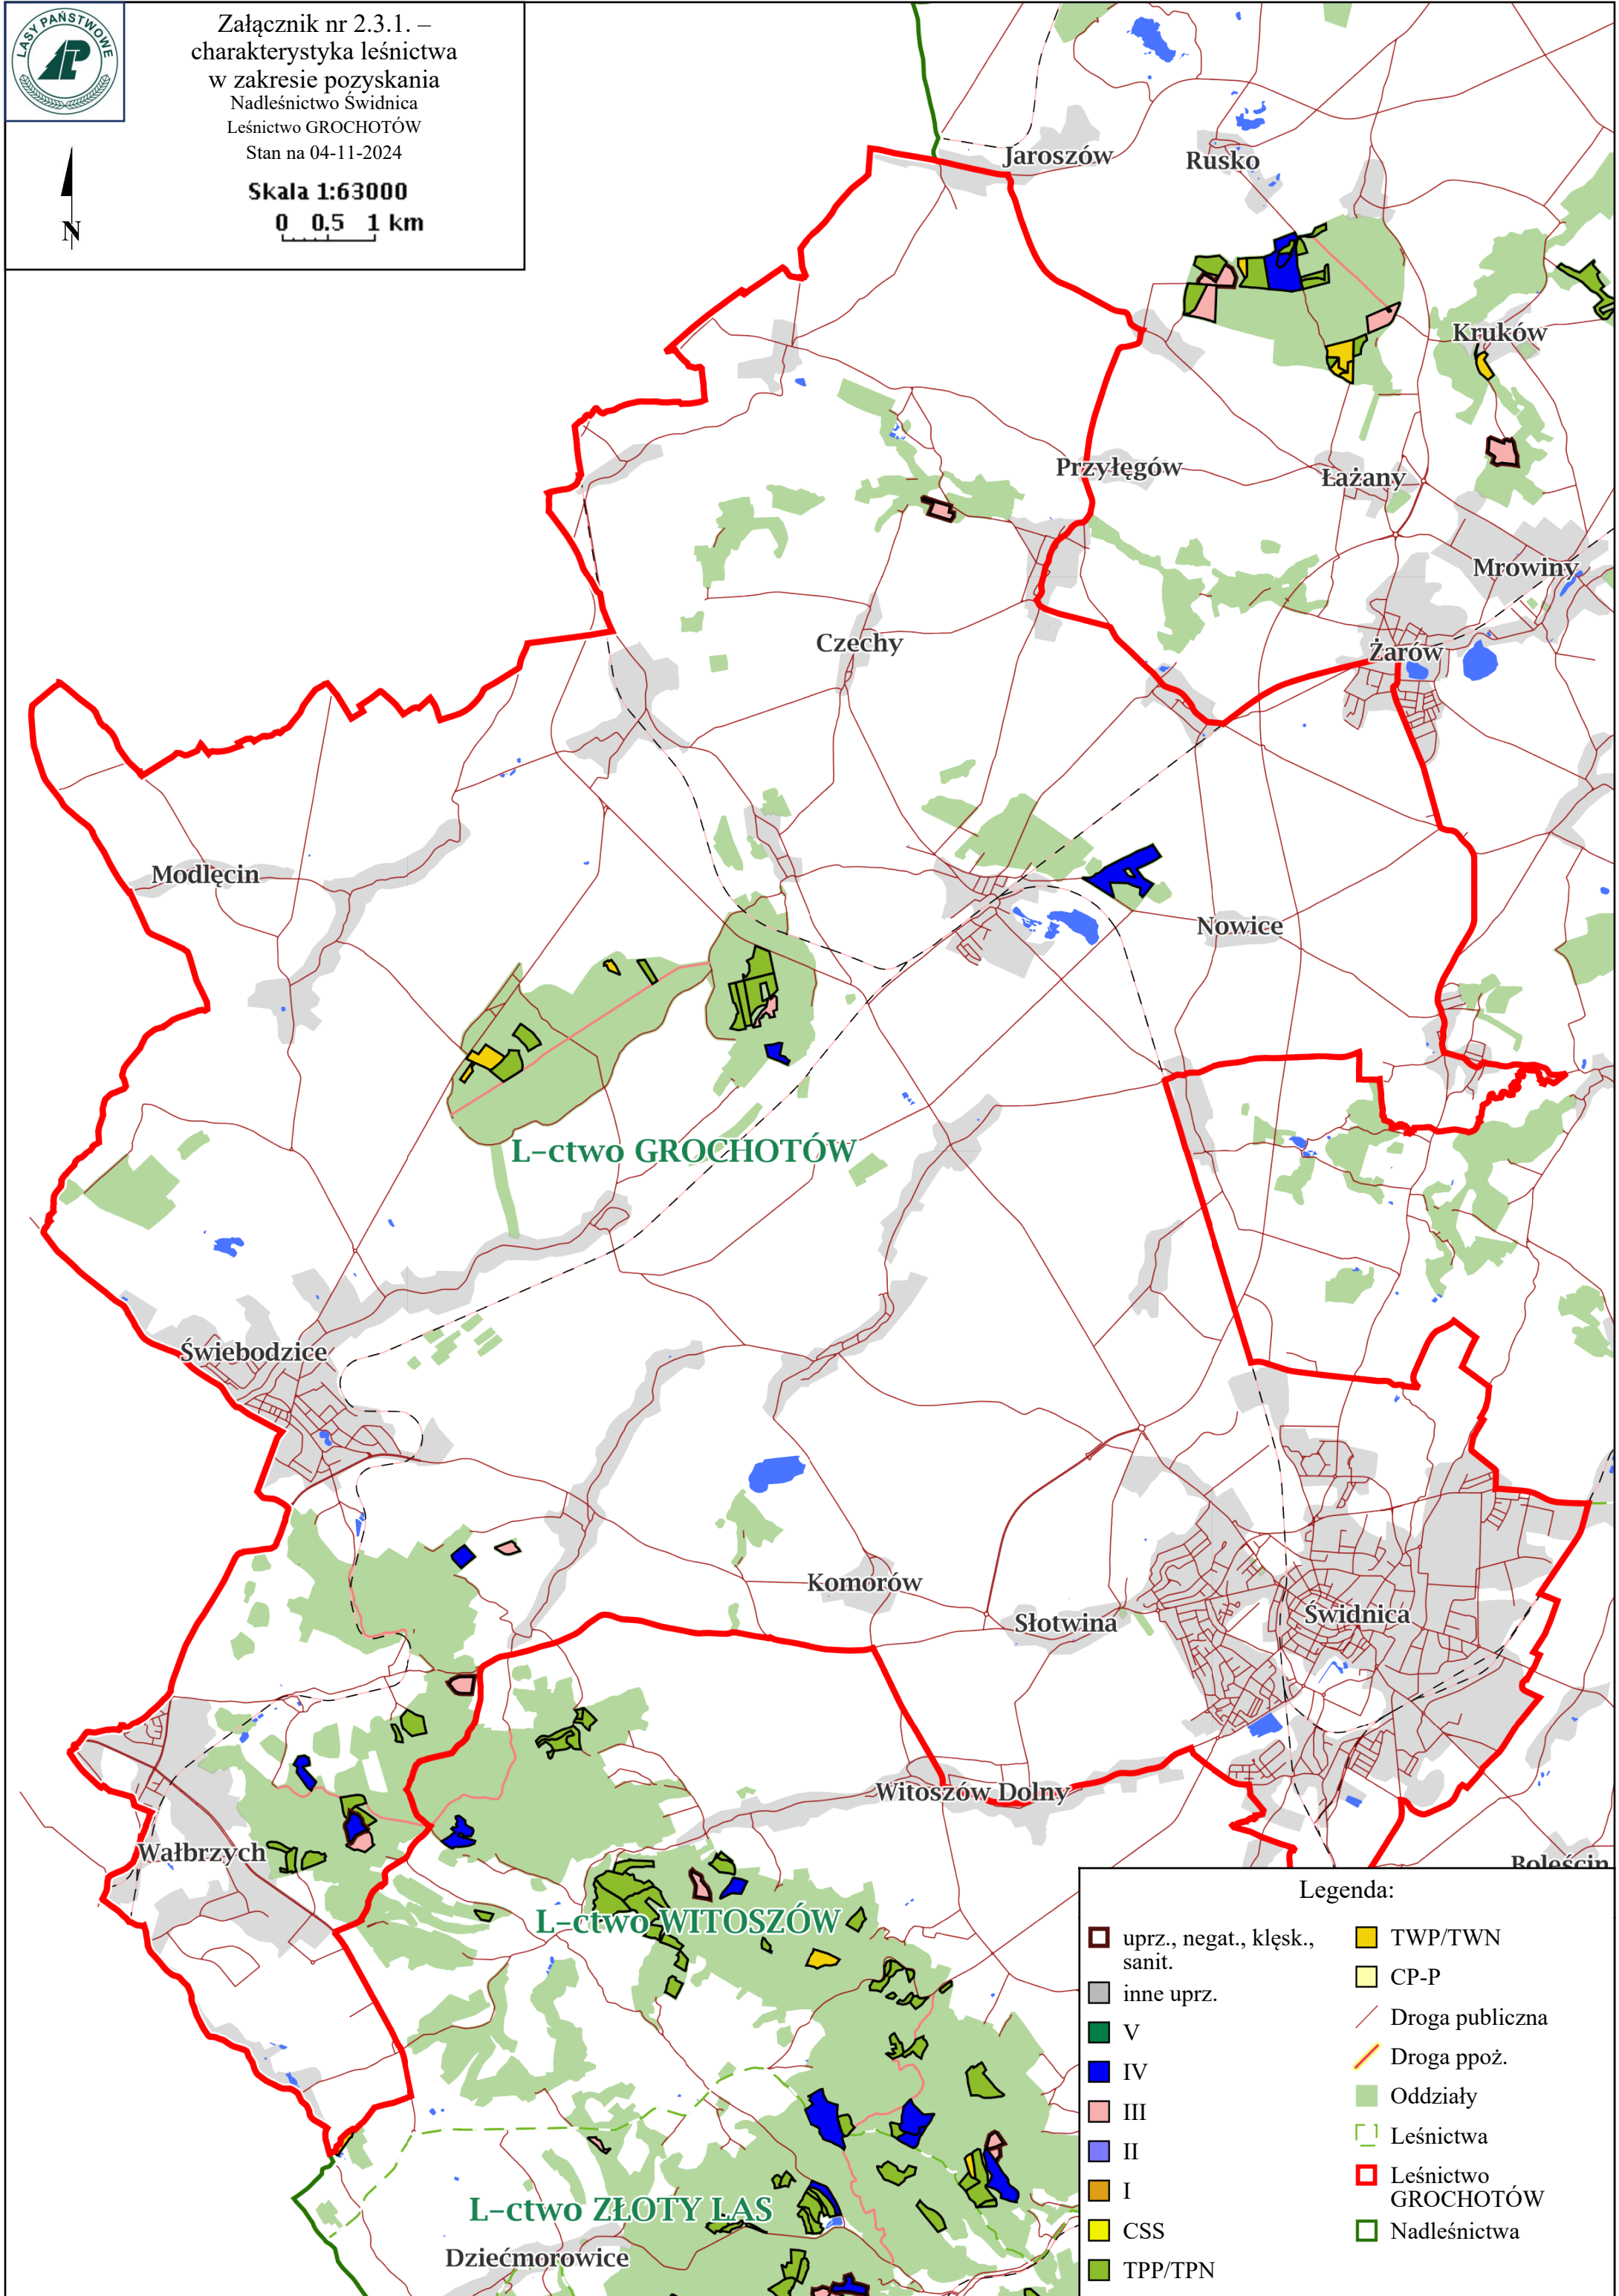 LASY PAŃSTWOWE
Załącznik nr 2.3.1. –
charakterystyka leśnictwa
w zakresie pozyskania
Nadleśnictwo Świdnica
Leśnictwo GROCHOTÓW
Stan na 04-11-2024
Skala 1:63000
0 0.5 1 km
N
Jaroszów
Rusko
Kruków
Przyłęgów
Łażany
Mrowiny
Czechy
Żarów
Modlęcin
Nowice
L-ctwo GROCHOTÓW
Świebodzice
Komorów
Słotwina
Świdnica
Witoszów Dolny
Wałbrzych
Boleścin
L-ctwo WITOSZÓW
L-ctwo ZŁOTY LAS
Dziećmorowice
Legenda:
uprz., negat., klęsk.,
sanit.
inne uprz.
V
IV
III
II
I
CSS
TPP/TPN
TWP/TWN
CP-P
Droga publiczna
Droga ppoż.
Oddziały
Leśnictwa
Leśnictwo
GROCHOTÓW
Nadleśnictwa